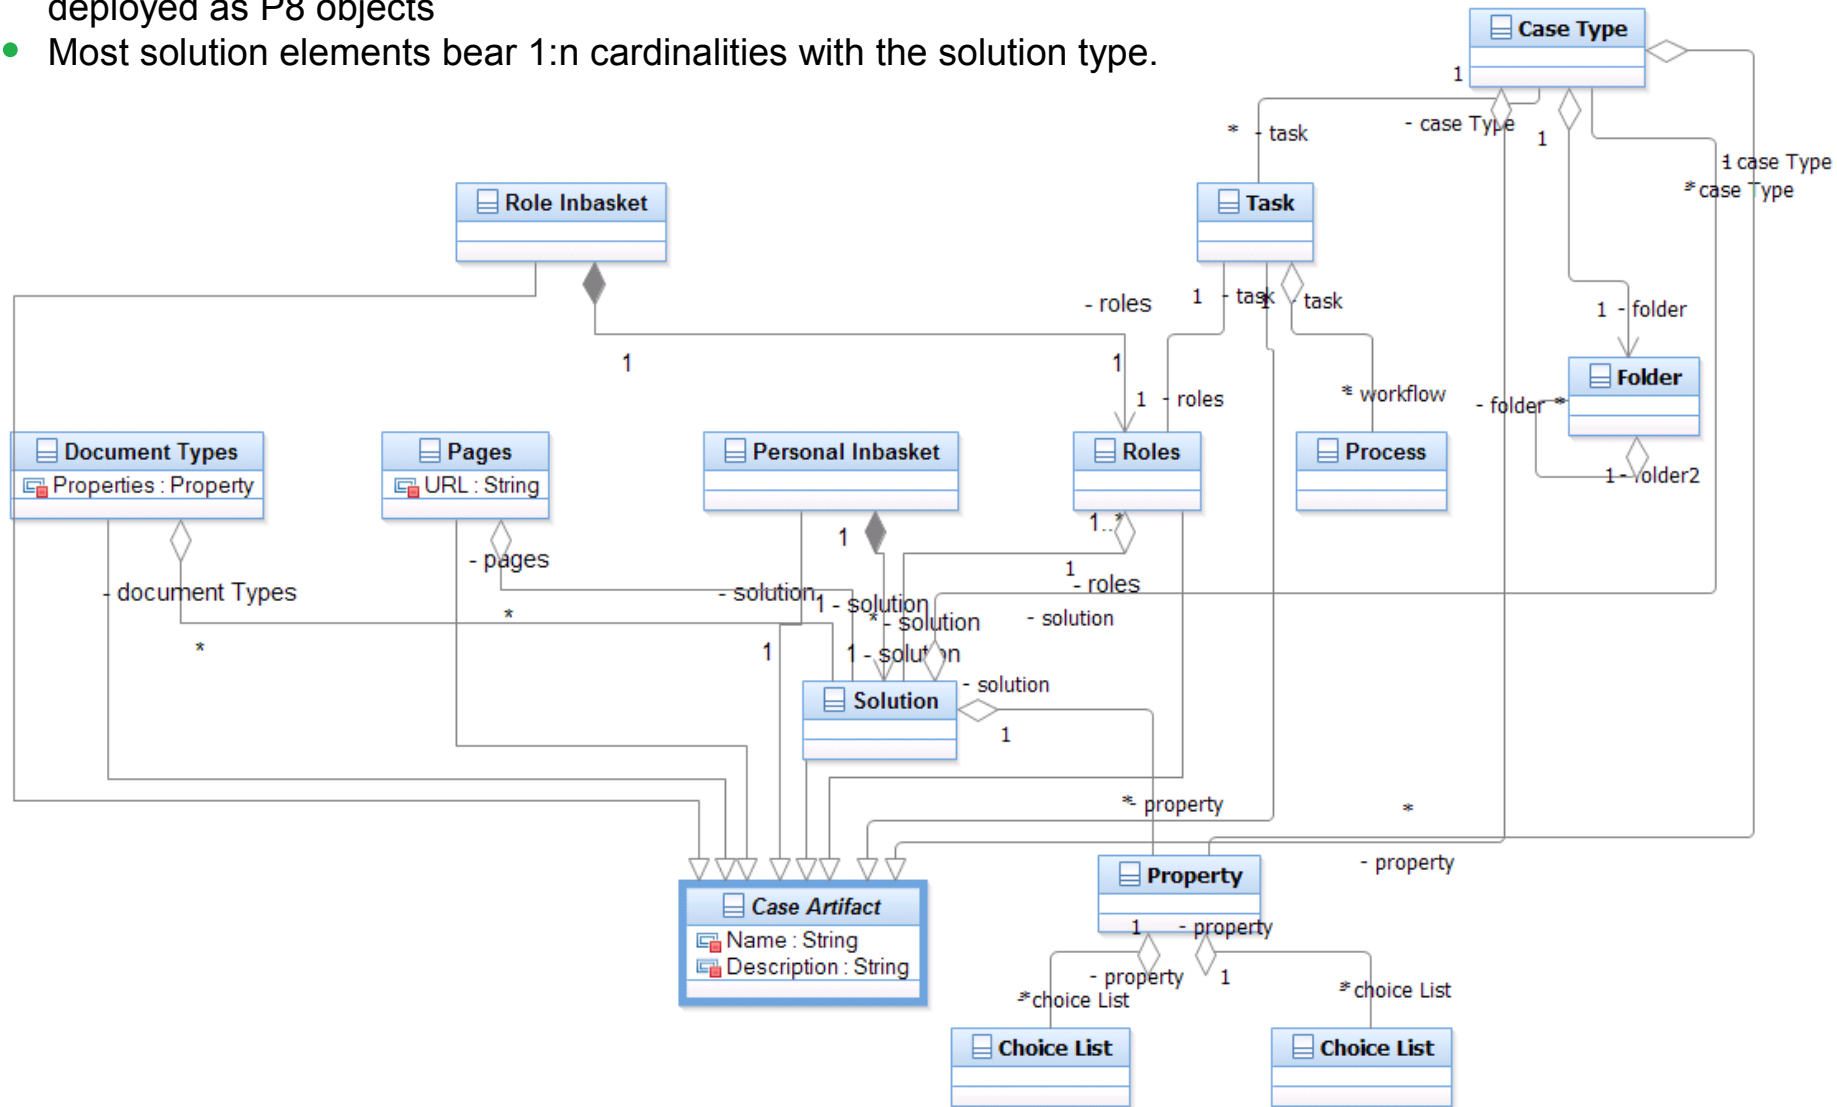 deployed as P8 objects
• Most solution elements bear 1:n cardinalities with the solution type.
Case Type
1
- case Type
1
* - task
1 case Type
* case Type
Role Inbasket
Task
- roles
1 - task
- task
1 - folder
1
1
Folder
1 - roles
* workflow
- folder *
1 - folder2
Document Types
Properties : Property
Pages
URL : String
Personal Inbasket
Roles
Process
1
1..*
- pages
1
- roles
- document Types
- solution
1 - solution
*
* - solution
- solution
*
1
1 - solution
- solution
Solution
1
* - property
*
- property
Property
Case Artifact
Name : String
Description : String
1 - property
- property
1
* choice List
* choice List
Choice List
Choice List